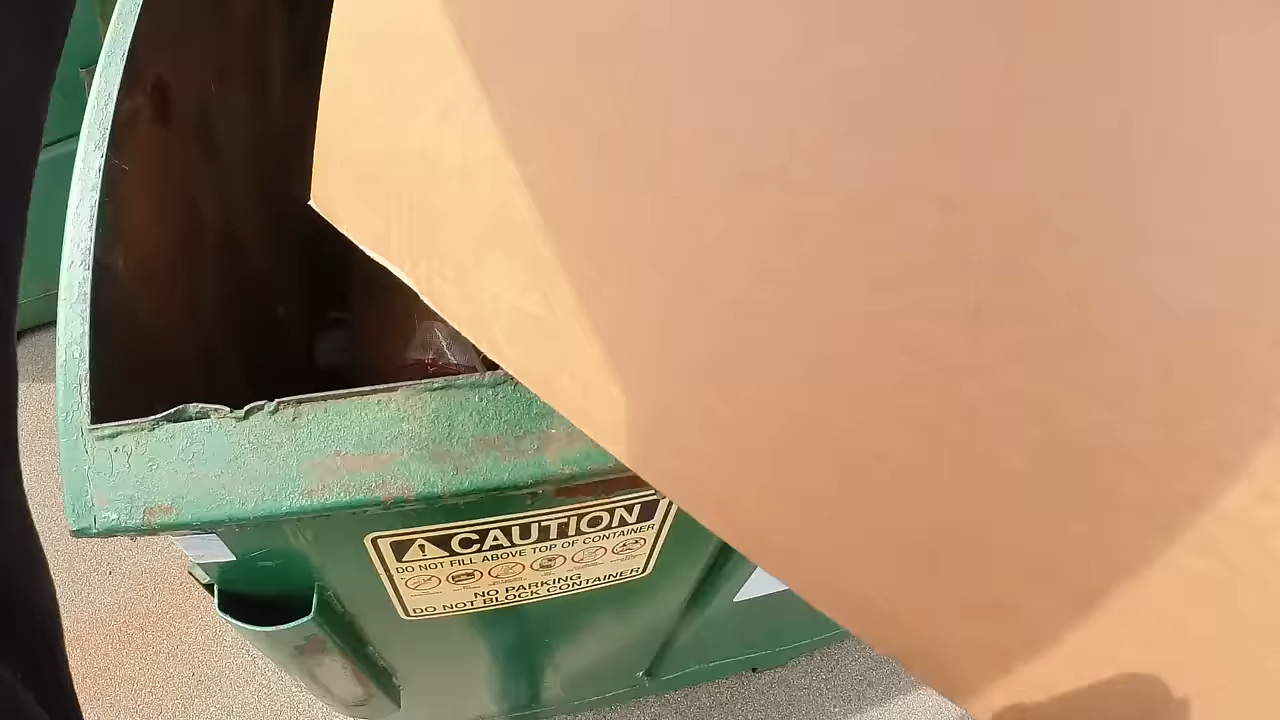 CAUTION
DO NOT FILL ABOVE TOP OF CONTAINER
NO PARKING
DO NOT BLOCK CONTAINER